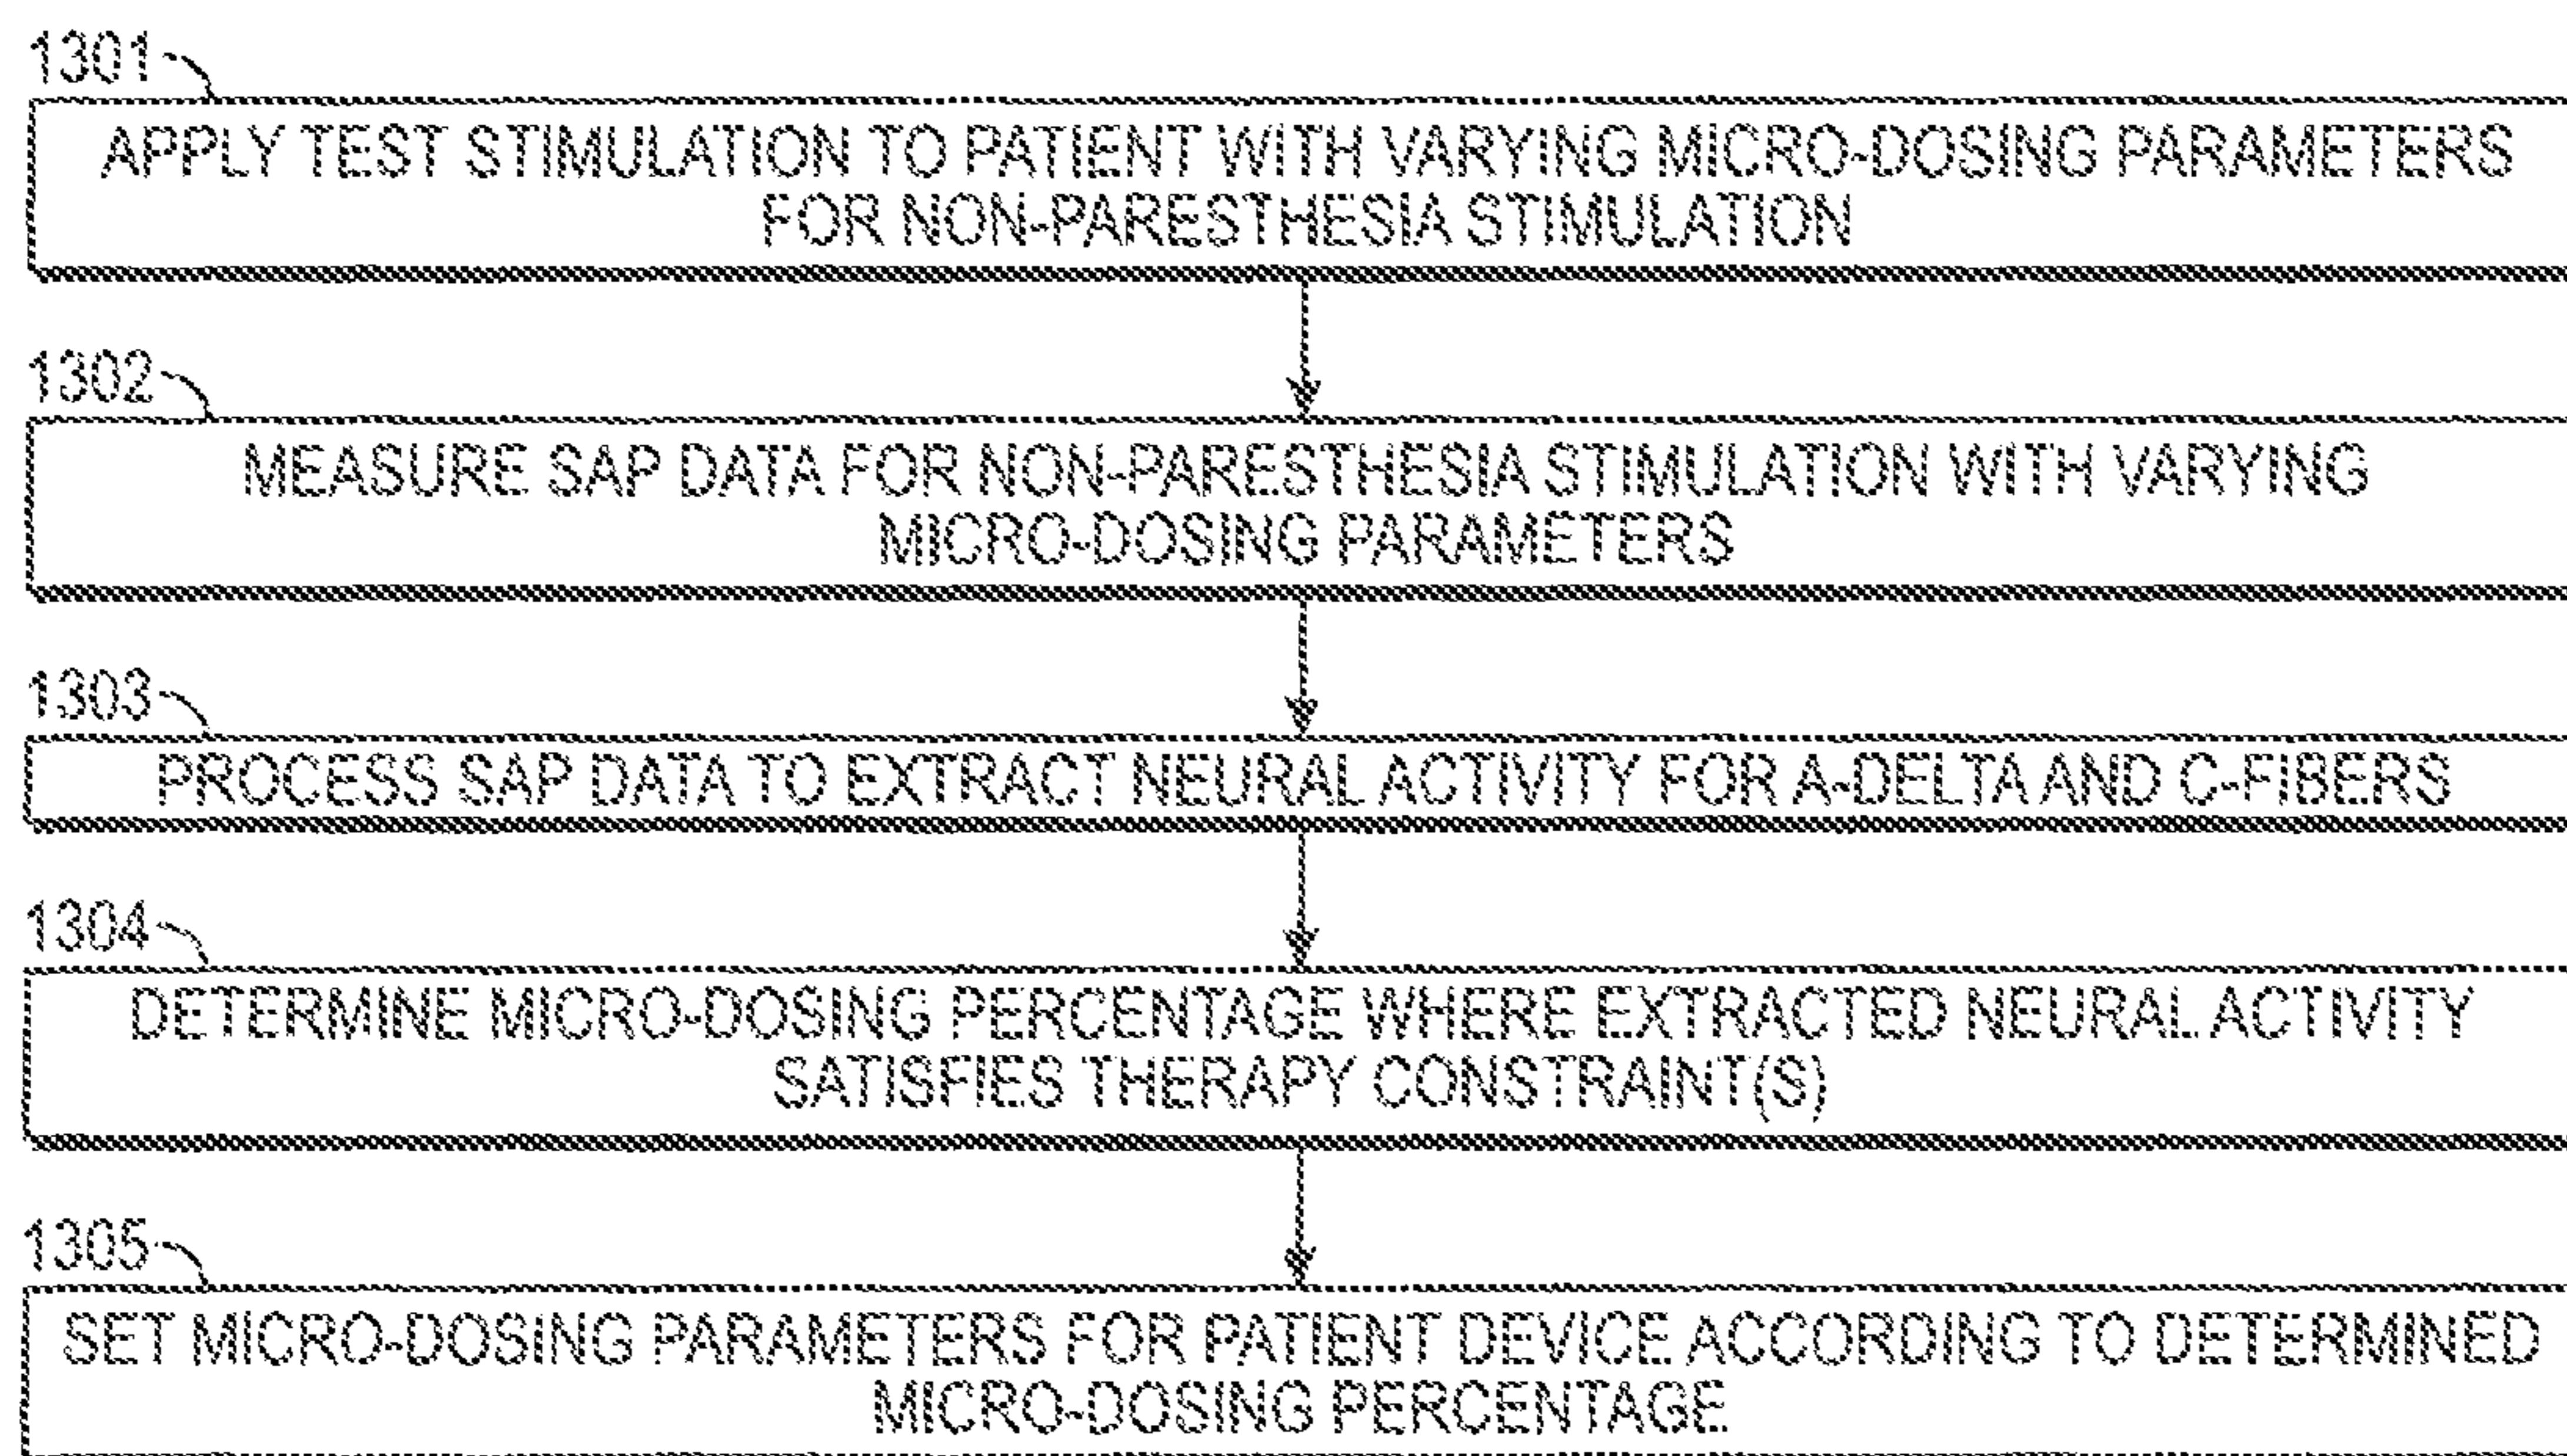 1301
APPLY TEST STIMULATION TO PATIENT WITH VARYING MICRO-DOSING PARAMETERS
FOR NON-PARESTHESIA STIMULATION
1302
MEASURE SAP DATA FOR NON-PARESTHESIA STIMULATION WITH VARYING
MICRO-DOSING PARAMETERS
1303
PROCESS SAP DATA TO EXTRACT NEURAL ACTIVITY FOR A-DELTA AND C-FIBERS
1304
DETERMINE MICRO-DOSING PERCENTAGE WHERE EXTRACTED NEURAL ACTIVITY
SATISFIES THERAPY CONSTRAINT(S)
1305
SET MICRO-DOSING PARAMETERS FOR PATIENT DEVICE ACCORDING TO DETERMINED
MICRO-DOSING PERCENTAGE